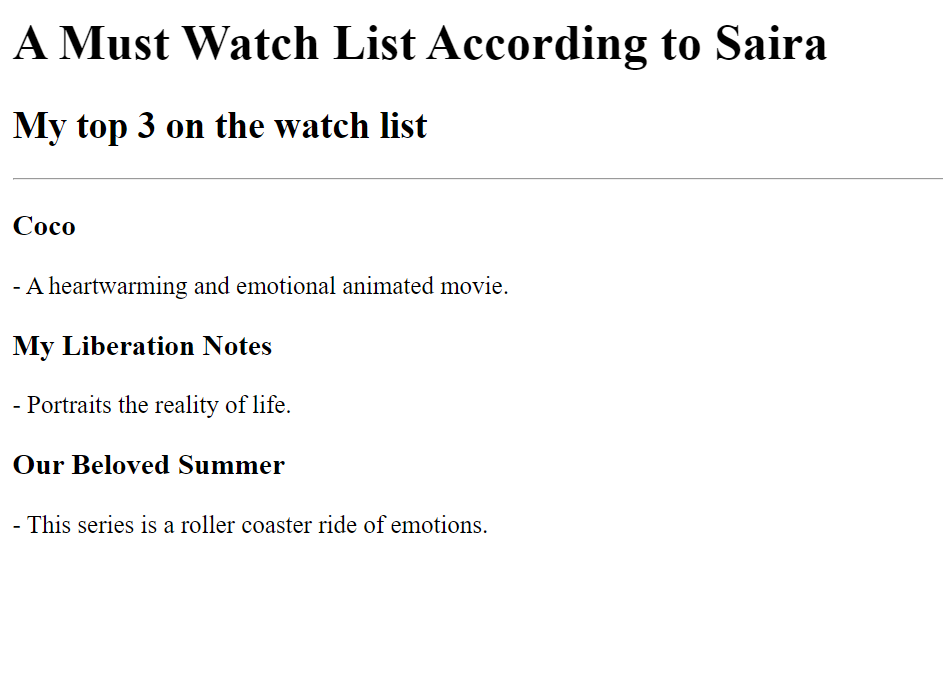 A Must Watch List According to Saira
My top 3 on the watch list
Coco
- A heartwarming and emotional animated movie.
My Liberation Notes
- Portraits the reality of life.
Our Beloved Summer
- This series is a roller coaster ride of emotions.